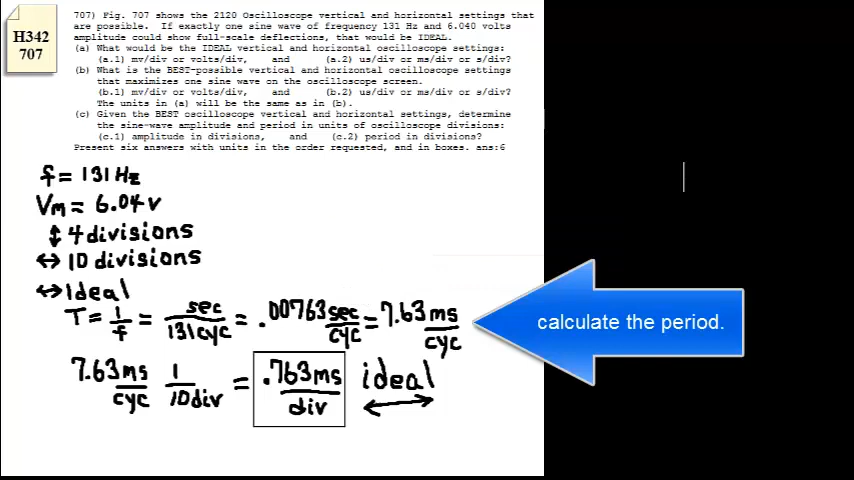 H342
707
707) Fig. 707 shows the 2120 Oscilloscope vertical and horizontal settings that
are possible. If exactly one sine wave of frequency 131 Hz and 6.040 volts
amplitude could show full-scale deflections, that would be IDEAL.
(a) What would be the IDEAL vertical and horizontal oscilloscope settings:
(a.1) mv/div or volts/div, and (a.2) us/div or ms/div or s/div?
(b) What is the BEST-possible vertical and horizontal oscilloscope settings
that maximizes one sine wave on the oscilloscope screen.
(b.1) mv/div or volts/div, and (b.2) us/div or ms/div or s/div?
The units in (a) will be the same as in (b).
(c) Given the BEST oscilloscope vertical and horizontal settings, determine
the sine-wave amplitude and period in units of oscilloscope divisions:
(c.1) amplitude in divisions, and (c.2) period in divisions?
Present six answers with units in the order requested, and in boxes. ans:6
f = 131 Hz
Vm = 6.04 v
↕ 4 divisions
↔ 10 divisions
↔ Ideal
T = 1/f = sec/131cyc = .00763 sec/cyc = 7.63 ms/cyc
7.63 ms/cyc 1/10div = .763 ms/div ideal
↔
calculate the period.